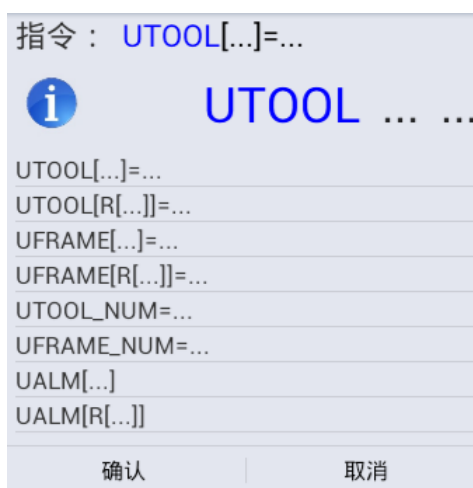 指令： UTOOL[...]=...
UTOOL ... ...
UTOOL[...]=...
UTOOL[R[...]]=...
UFRAME[...]=...
UFRAME[R[...]]=...
UTOOL_NUM=...
UFRAME_NUM=...
UALM[...]
UALM[R[...]]
确认 取消